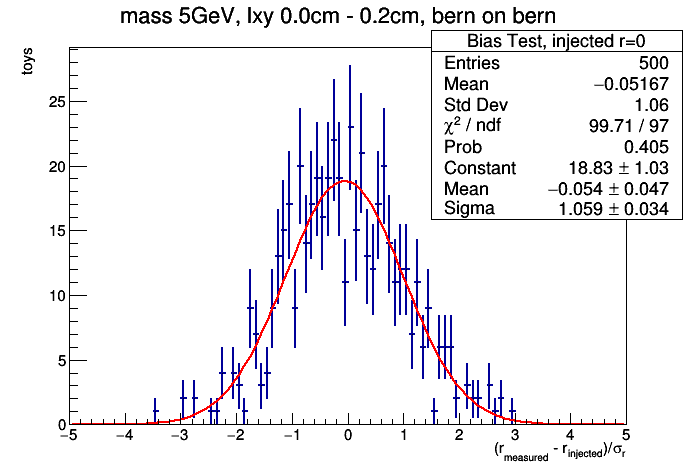 mass 5GeV, lxy 0.0cm - 0.2cm, bern on bern
Bias Test, injected r=0
Entries 500
Mean −0.05167
Std Dev 1.06
χ² / ndf 99.71 / 97
Prob 0.405
Constant 18.83 ± 1.03
Mean −0.054 ± 0.047
Sigma 1.059 ± 0.034
toys
25
20
15
10
5
0
−5 −4 −3 −2 −1 0 1 2 3 4 5
(r_measured - r_injected)/σ_r